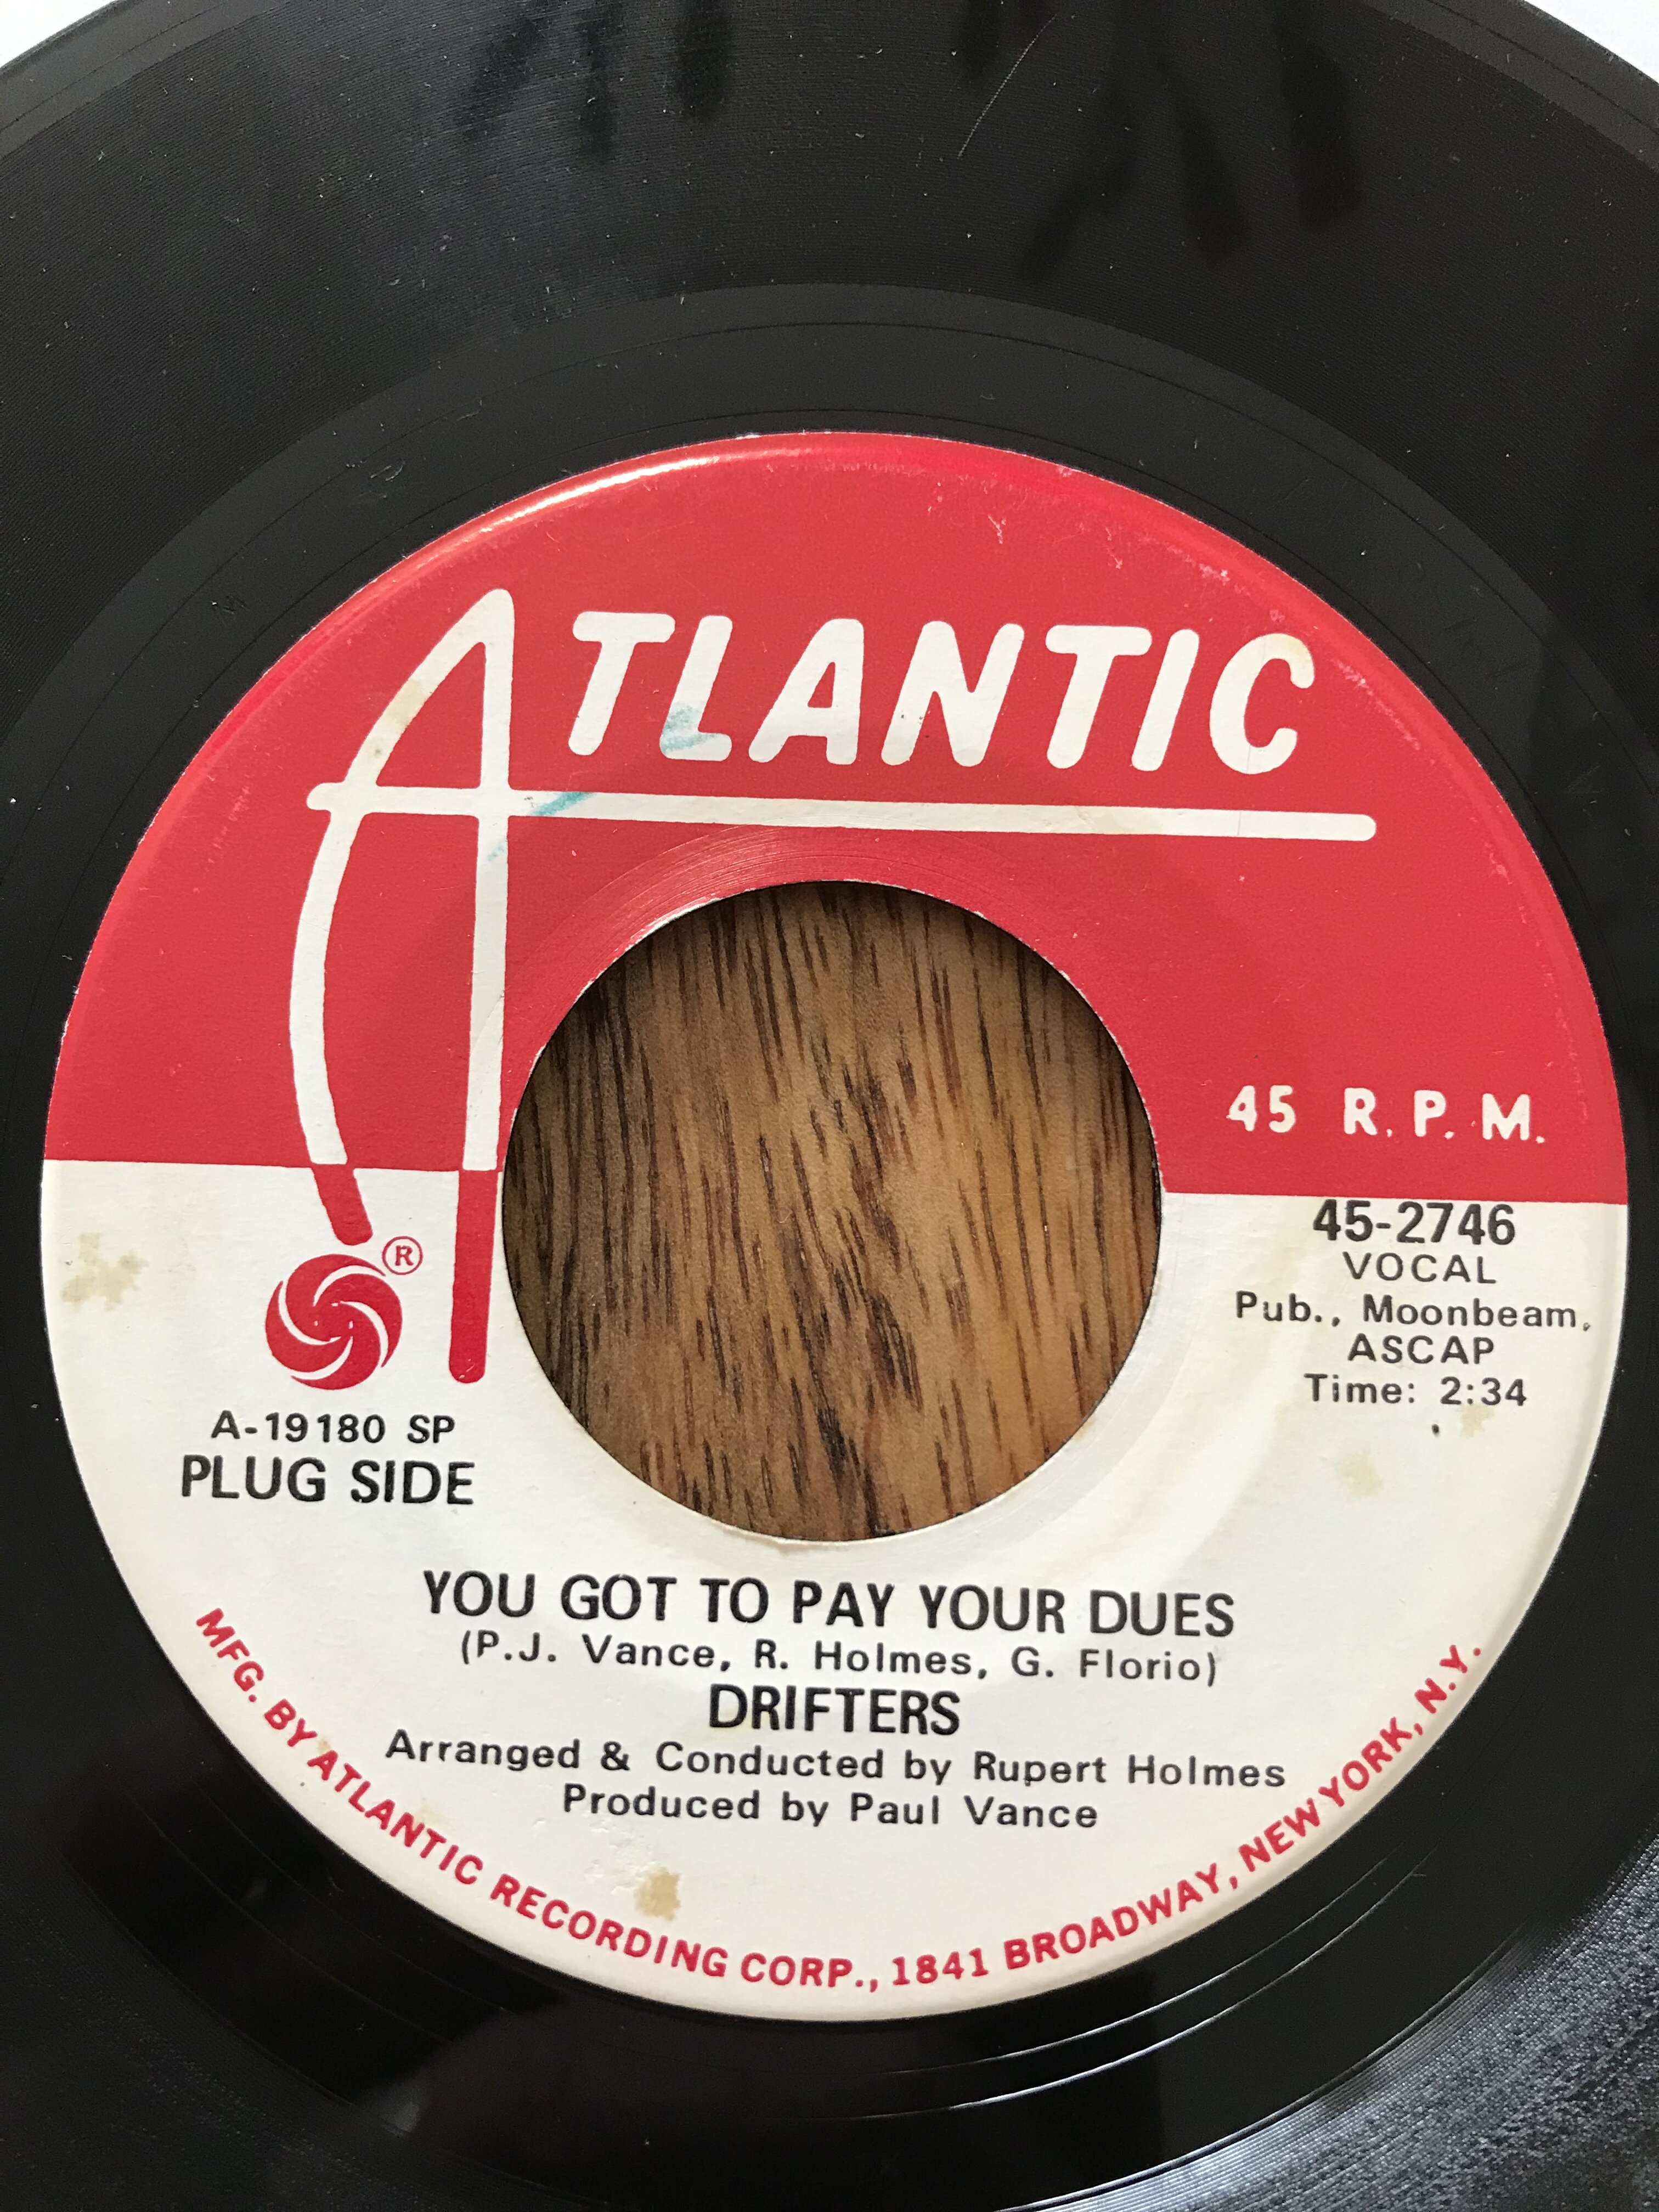 ATLANTIC
45 R.P.M.
45-2746
VOCAL
Pub., Moonbeam,
ASCAP
Time: 2:34
®
A-19180 SP
PLUG SIDE
YOU GOT TO PAY YOUR DUES
(P.J. Vance, R. Holmes, G. Florio)
DRIFTERS
Arranged & Conducted by Rupert Holmes
Produced by Paul Vance
MFG. BY ATLANTIC RECORDING CORP., 1841 BROADWAY, NEW YORK, N.Y.